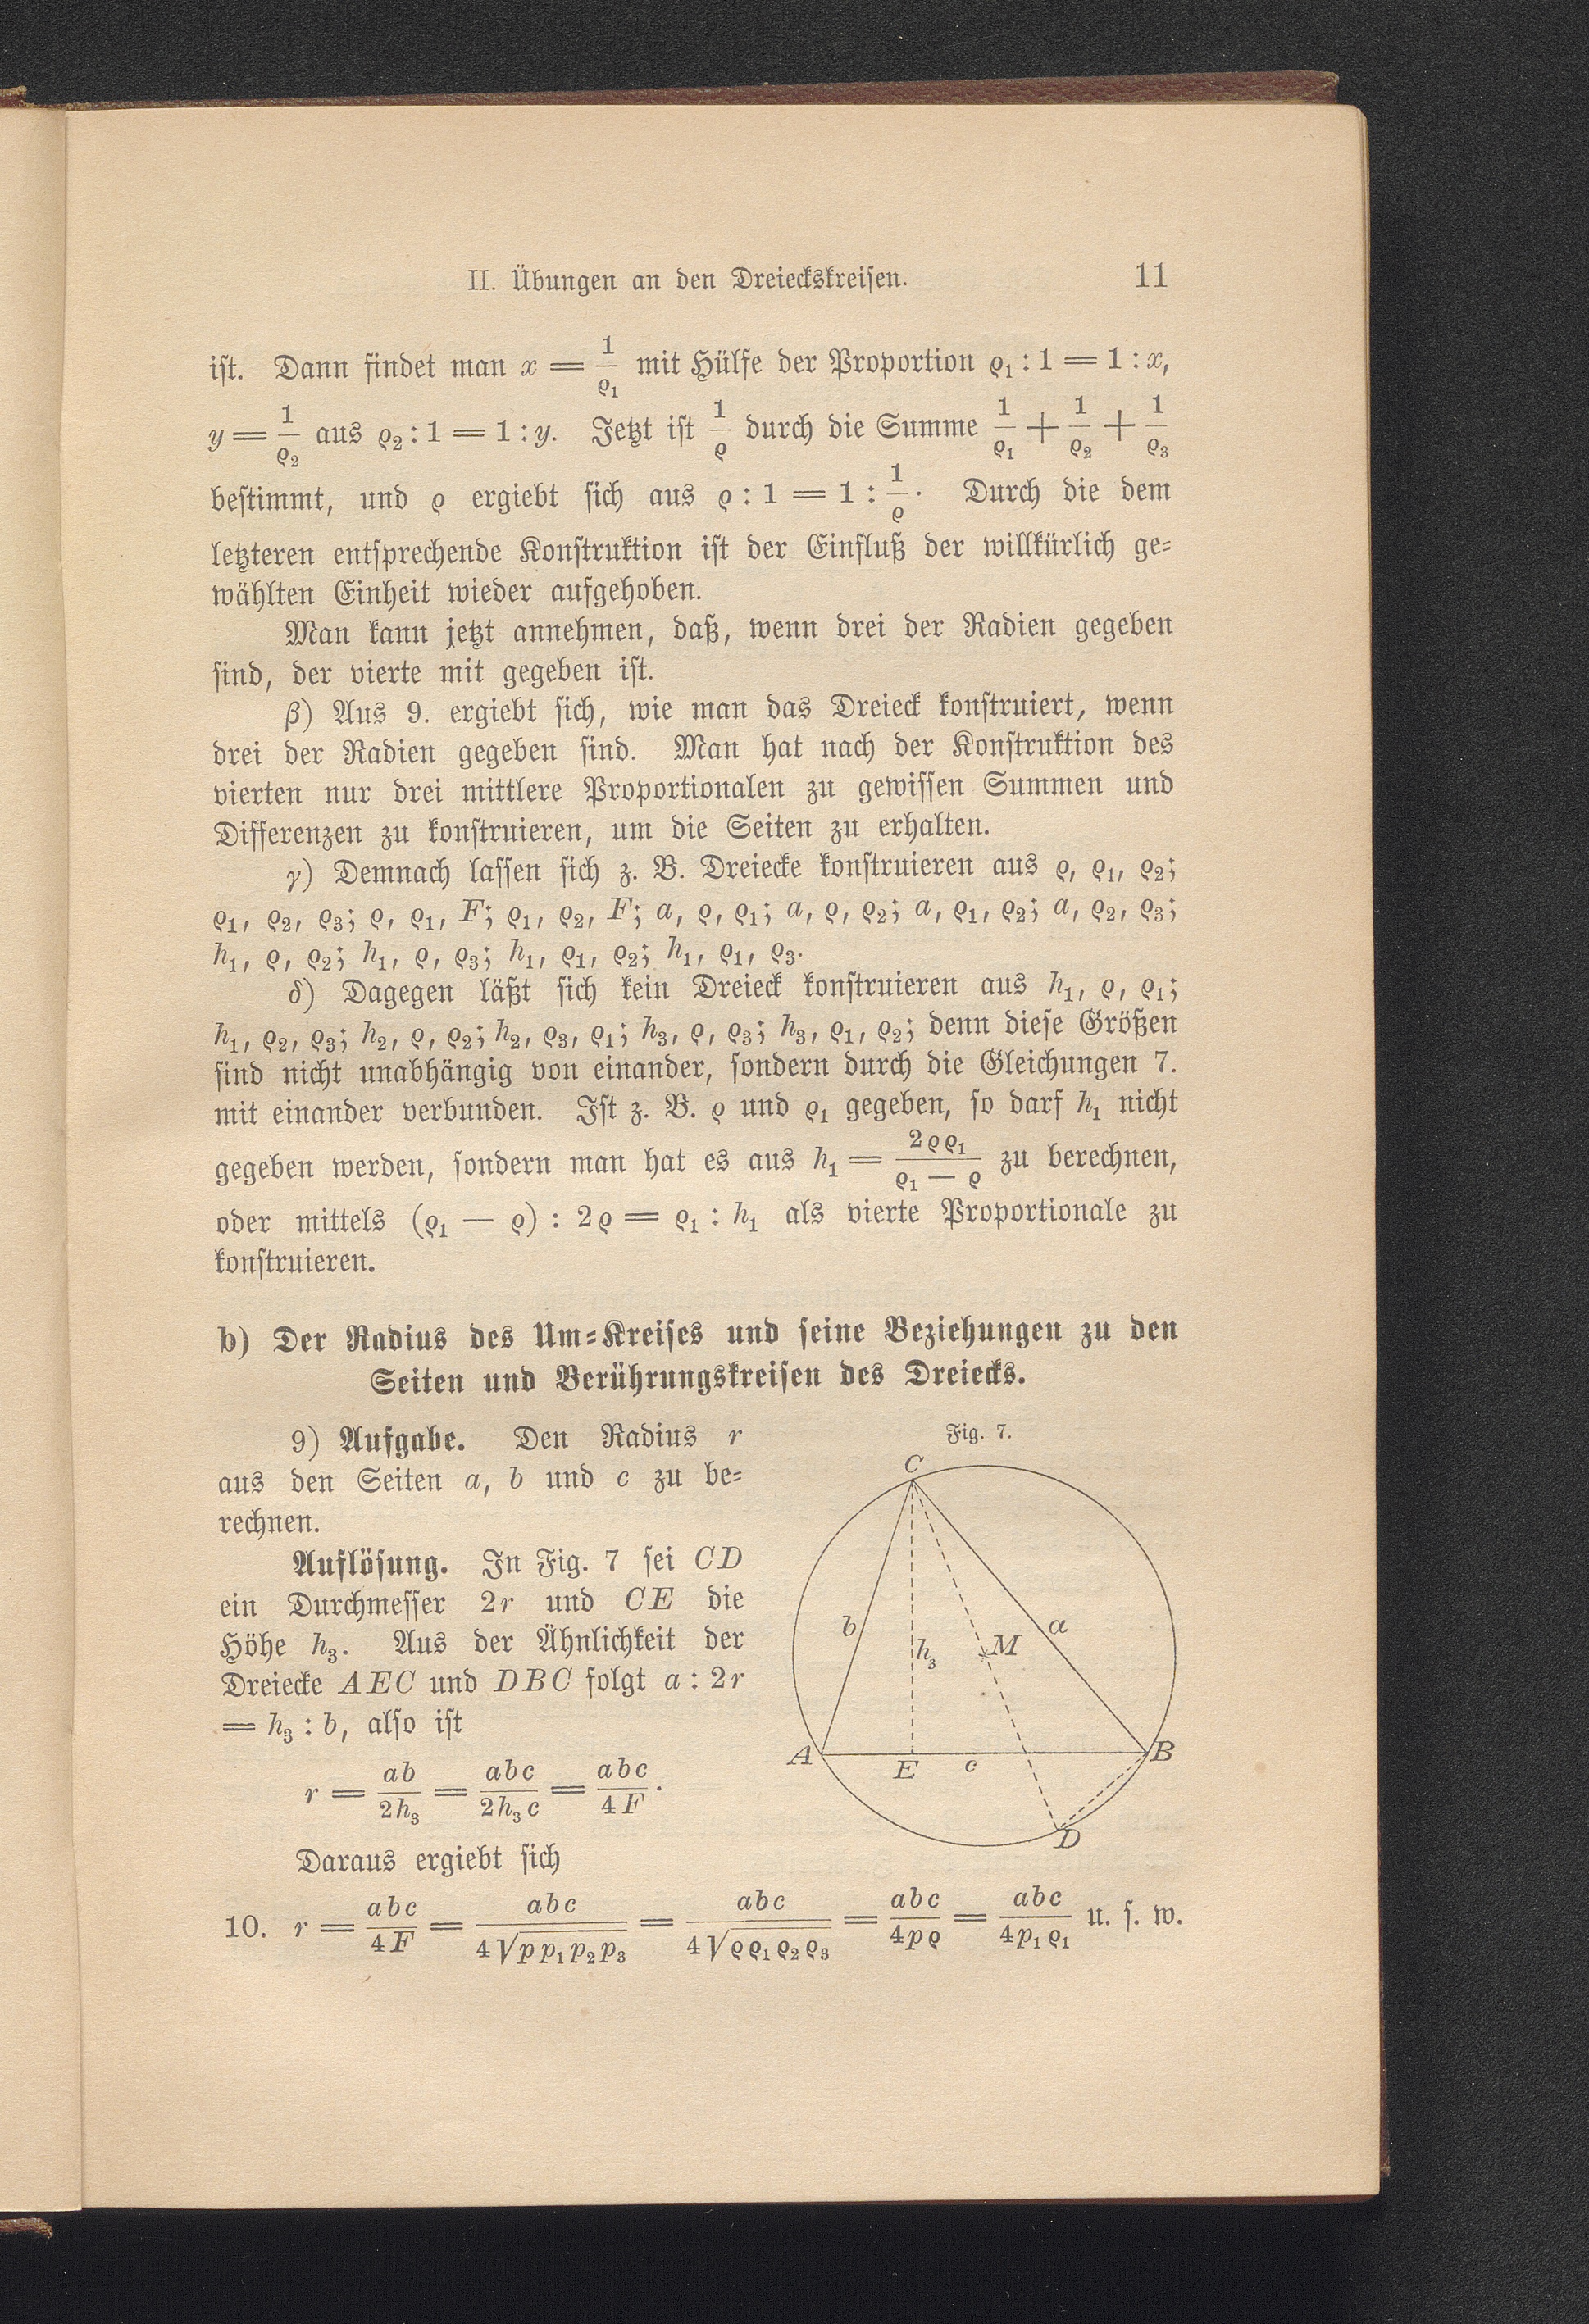 II. Übungen an den Dreieckskreisen. 11
ist. Dann findet man x = 1/ϱ₁ mit Hülfe der Proportion ϱ₁ : 1 = 1 : x,
y = 1/ϱ₂ aus ϱ₂ : 1 = 1 : y. Jetzt ist 1/ϱ durch die Summe 1/ϱ₁ + 1/ϱ₂ + 1/ϱ₃
bestimmt, und ϱ ergiebt sich aus ϱ : 1 = 1 : 1/ϱ. Durch die dem
letzteren entsprechende Konstruktion ist der Einfluß der willkürlich ge-
wählten Einheit wieder aufgehoben.
Man kann jetzt annehmen, daß, wenn drei der Radien gegeben
sind, der vierte mit gegeben ist.
β) Aus 9. ergiebt sich, wie man das Dreieck konstruiert, wenn
drei der Radien gegeben sind. Man hat nach der Konstruktion des
vierten nur drei mittlere Proportionalen zu gewissen Summen und
Differenzen zu konstruieren, um die Seiten zu erhalten.
γ) Demnach lassen sich z. B. Dreiecke konstruieren aus ϱ, ϱ₁, ϱ₂;
ϱ₁, ϱ₂, ϱ₃; ϱ, ϱ₁, F; ϱ₁, ϱ₂, F; a, ϱ, ϱ₁; a, ϱ, ϱ₂; a, ϱ₁, ϱ₂; a, ϱ₂, ϱ₃;
h₁, ϱ, ϱ₂; h₁, ϱ, ϱ₃; h₁, ϱ₁, ϱ₂; h₁, ϱ₁, ϱ₃.
δ) Dagegen läßt sich kein Dreieck konstruieren aus h₁, ϱ, ϱ₁;
h₁, ϱ₂, ϱ₃; h₂, ϱ, ϱ₂; h₂, ϱ₃, ϱ₁; h₃, ϱ, ϱ₃; h₃, ϱ₁, ϱ₂; denn diese Größen
sind nicht unabhängig von einander, sondern durch die Gleichungen 7.
mit einander verbunden. Ist z. B. ϱ und ϱ₁ gegeben, so darf h₁ nicht
gegeben werden, sondern man hat es aus h₁ = 2ϱϱ₁/(ϱ₁ — ϱ) zu berechnen,
oder mittels (ϱ₁ — ϱ) : 2ϱ = ϱ₁ : h₁ als vierte Proportionale zu
konstruieren.
b) Der Radius des Um-Kreises und seine Beziehungen zu den
Seiten und Berührungskreisen des Dreiecks.
9) Aufgabe. Den Radius r
aus den Seiten a, b und c zu be-
rechnen.
Auflösung. In Fig. 7 sei CD
ein Durchmesser 2r und CE die
Höhe h₃. Aus der Ähnlichkeit der
Dreiecke AEC und DBC folgt a : 2r
= h₃ : b, also ist
r = ab/2h₃ = abc/2h₃c = abc/4F.
Fig. 7.
C
b
a
h₃
M
A
E
c
B
D
Daraus ergiebt sich
10. r = abc/4F = abc/4√pp₁p₂p₃ = abc/4√ϱϱ₁ϱ₂ϱ₃ = abc/4pϱ = abc/4p₁ϱ₁ u. s. w.